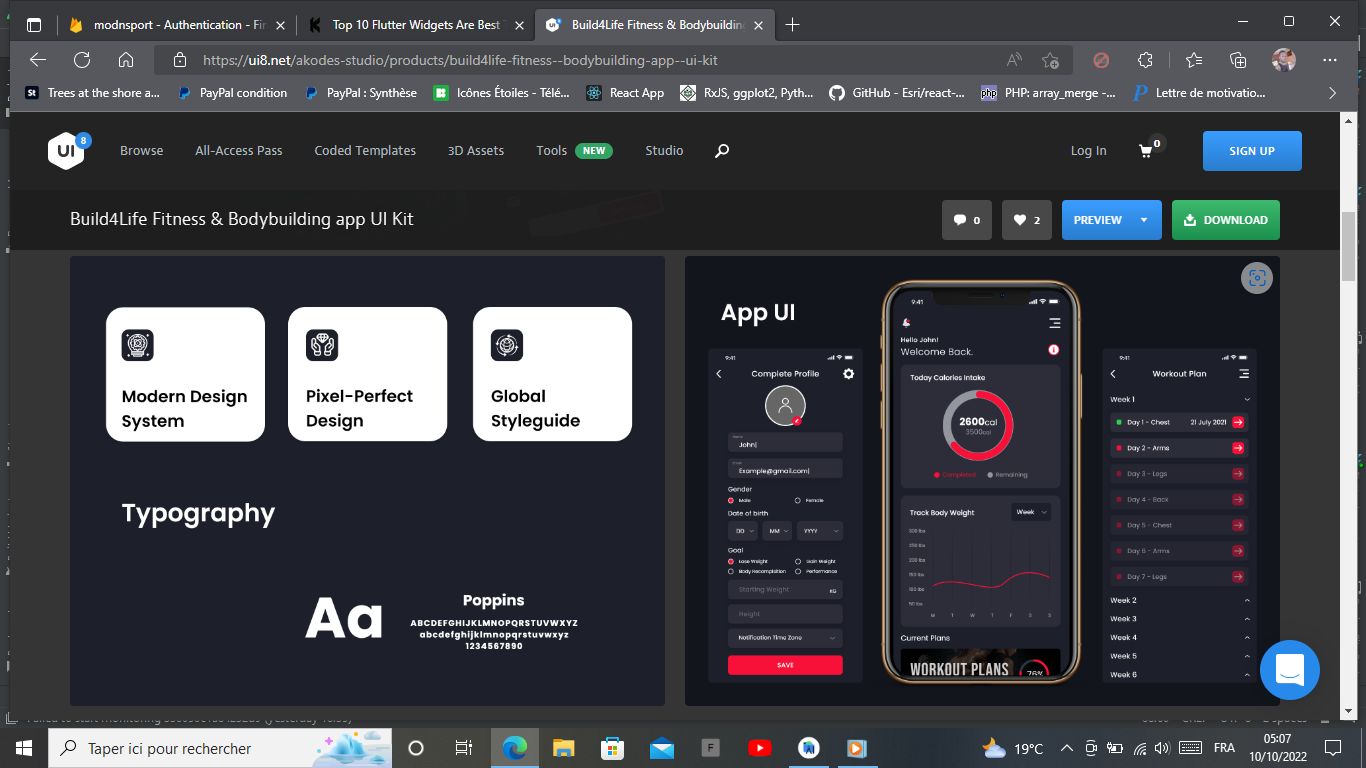 modnsport - Authentication - Fir
Top 10 Flutter Widgets Are Best
Build4Life Fitness & Bodybuilding
https://ui8.net/akodes-studio/products/build4life-fitness--bodybuilding-app--ui-kit
Trees at the shore a...
PayPal condition
PayPal : Synthèse
Icônes Étoiles - Télé...
React App
RxJS, ggplot2, Pyth...
GitHub - Esri/react-...
PHP: array_merge -...
Lettre de motivatio...
UI 8
Browse
All-Access Pass
Coded Templates
3D Assets
Tools NEW
Studio
Log In
0
SIGN UP
Build4Life Fitness & Bodybuilding app UI Kit
0
2
PREVIEW
DOWNLOAD
Modern Design
System
Pixel-Perfect
Design
Global
Styleguide
Typography
Aa
Poppins
ABCDEFGHIJKLMNOPQRSTUVWXYZ
abcdefghijklmnopqrstuvwxyz
1234567890
App UI
9:41
Complete Profile
Name
John|
Email
Example@gmail.com|
Gender
Male
Female
Date of birth
DD
MM
YYYY
Goal
Lose Weight
Gain Weight
Body Recomplstion
Performance
Starting Weight
KG
Height
Notification Time Zone
SAVE
9:41
Hello John!
Welcome Back.
Today Calories Intake
2600cal
3500cal
Completed
Remaining
Track Body Weight
Week
300 lbs
250 lbs
200 lbs
150 lbs
100 lbs
50 lbs
M T W T F S S
Current Plans
WORKOUT PLANS
76%
9:41
Workout Plan
Week 1
Day 1 - Chest
21 July 2021
Day 2 - Arms
Day 3 - Legs
Day 4 - Back
Day 5 - Chest
Day 6 - Arms
Day 7 - Legs
Week 2
Week 3
Week 4
Week 5
Week 6
Taper ici pour rechercher
19°C
FRA
05:07
10/10/2022